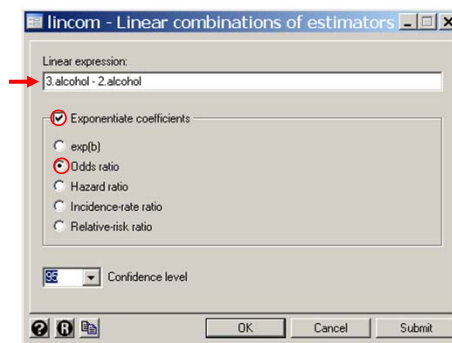 lincom - Linear combinations of estimators
Linear expression:
3.alcohol - 2.alcohol
Exponentiate coefficients
exp(b)
Odds ratio
Hazard ratio
Incidence-rate ratio
Relative-risk ratio
95 Confidence level
? R OK Cancel Submit